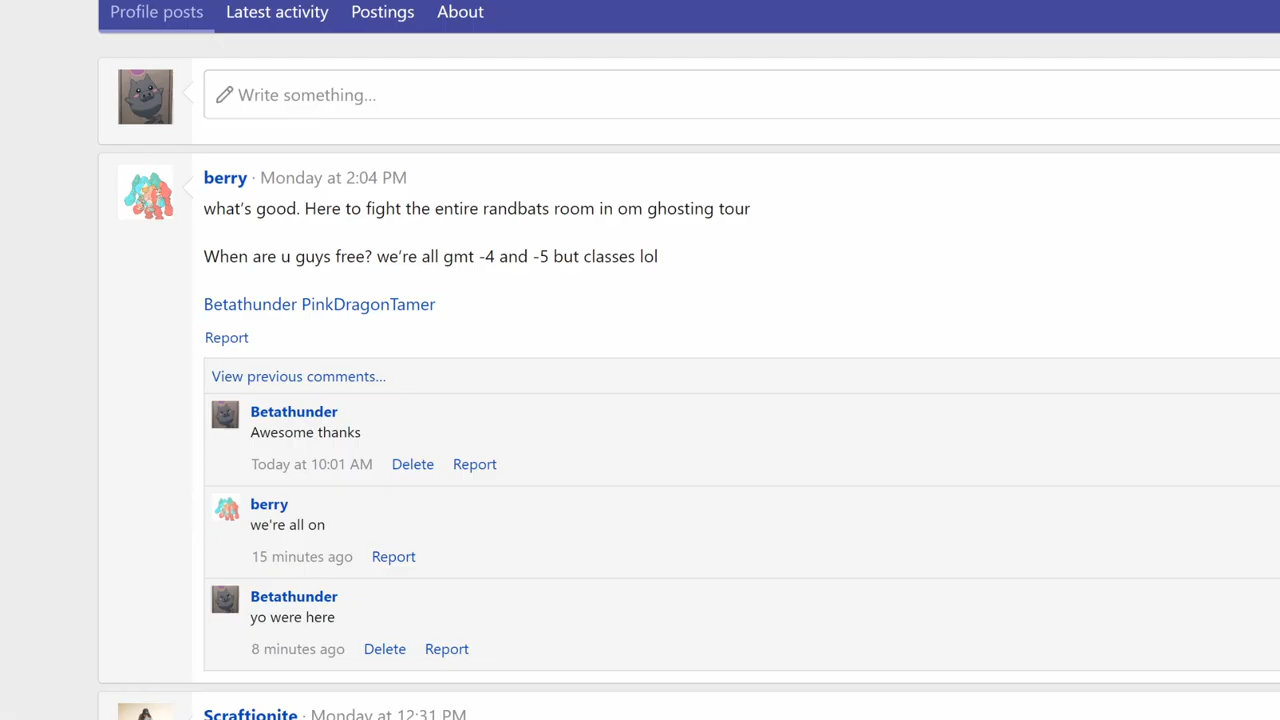 Profile posts Latest activity Postings About
Write something...
berry · Monday at 2:04 PM
what's good. Here to fight the entire randbats room in om ghosting tour
When are u guys free? we're all gmt -4 and -5 but classes lol
Betathunder PinkDragonTamer
Report
View previous comments...
Betathunder
Awesome thanks
Today at 10:01 AM Delete Report
berry
we're all on
15 minutes ago Report
Betathunder
yo were here
8 minutes ago Delete Report
Scraftionite · Monday at 12:31 PM